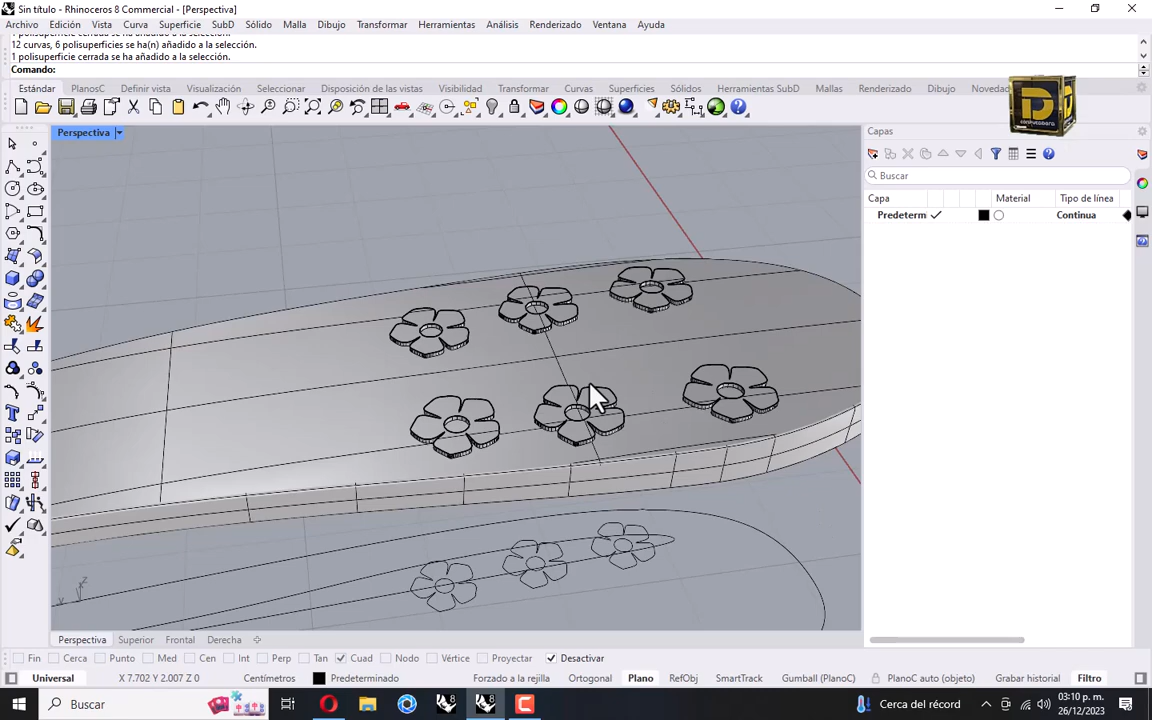 Sin título - Rhinoceros 8 Commercial - [Perspectiva]
Archivo Edición Vista Curva Superficie SubD Sólido Malla Dibujo Transformar Herramientas Análisis Renderizado Ventana Ayuda
12 curvas, 6 polisuperficies se ha(n) añadido a la selección.
1 polisuperficie cerrada se ha añadido a la selección.
Comando:
Estándar PlanosC Definir vista Visualización Seleccionar Disposición de las vistas Visibilidad Transformar Curvas Superficies Sólidos Herramientas SubD Mallas Renderizado Dibujo Novedad
Perspectiva
Capas
Buscar
Capa Material Tipo de línea
Predeterm Continua
z
y
Perspectiva Superior Frontal Derecha
Fin Cerca Punto Med Cen Int Perp Tan Cuad Nodo Vértice Proyectar Desactivar
Universal X 7.702 Y 2.007 Z 0 Centímetros Predeterminado Forzado a la rejilla Ortogonal Plano RefObj SmartTrack Gumball (PlanoC) PlanoC auto (objeto) Grabar historial Filtro
Buscar Cerca del récord 03:10 p. m.
26/12/2023